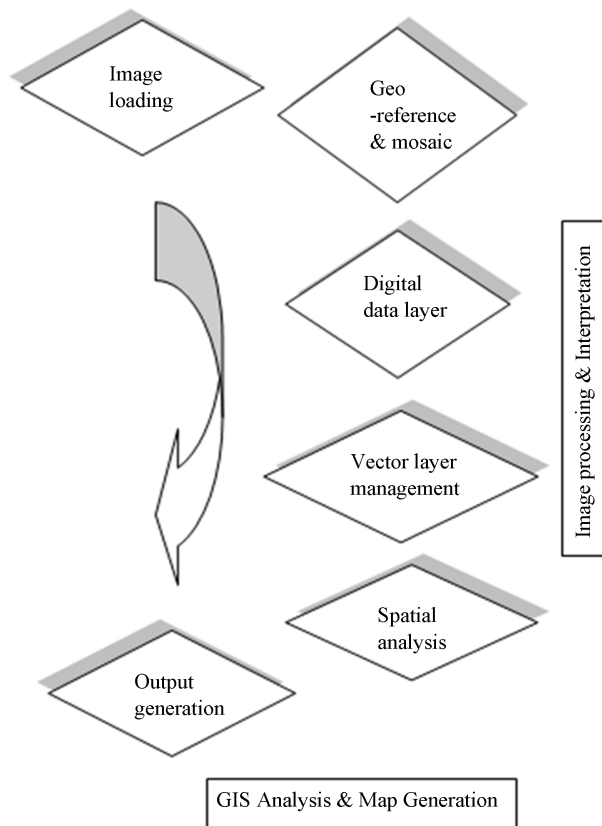 Image
loading
Geo
-reference
& mosaic
Digital
data layer
Vector layer
management
Spatial
analysis
Output
generation
Image processing & Interpretation
GIS Analysis & Map Generation